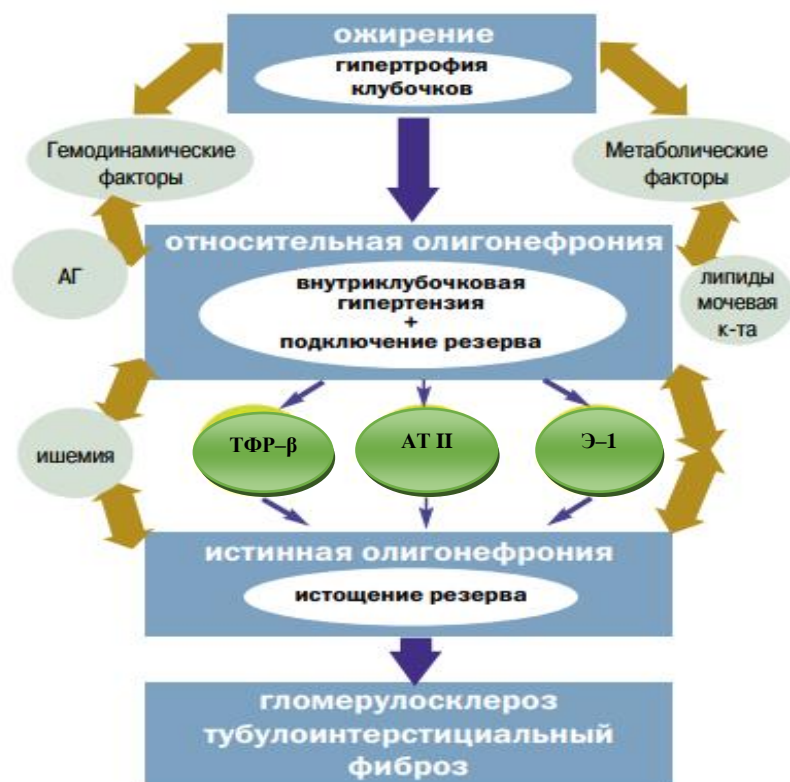 ожирение
гипертрофия
клубочков
Гемодинамические
факторы
Метаболические
факторы
относительная олигонефрония
АГ
внутриклубочковая
гипертензия
+
подключение резерва
липиды
мочевая
к-та
ТФР–β
АТ II
Э–1
ишемия
истинная олигонефрония
истощение резерва
гломерулосклероз
тубулоинтерстициальный
фиброз